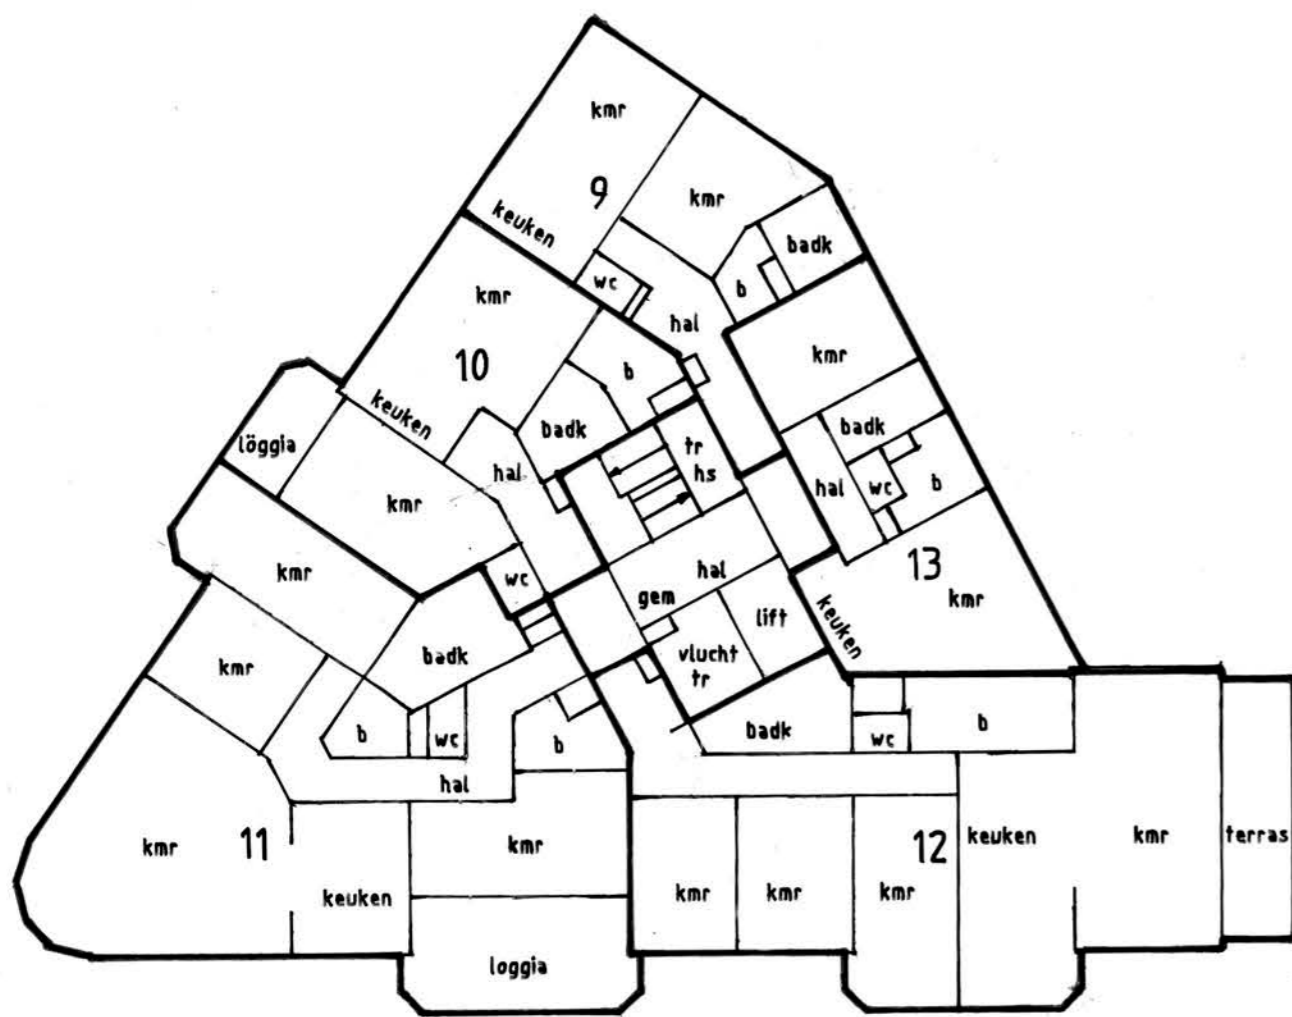 kmr
9
kmr
keuken
badk
wc
b
hal
kmr
10
keuken
b
badk
löggia
hal
kmr
kmr
badk
hal
wc
b
13
kmr
keuken
tr
hs
hal
gem
lift
vlucht
tr
wc
kmr
badk
kmr
b
wc
b
hal
kmr
11
keuken
kmr
loggia
badk
wc
b
kmr
kmr
kmr
12
keuken
kmr
terras